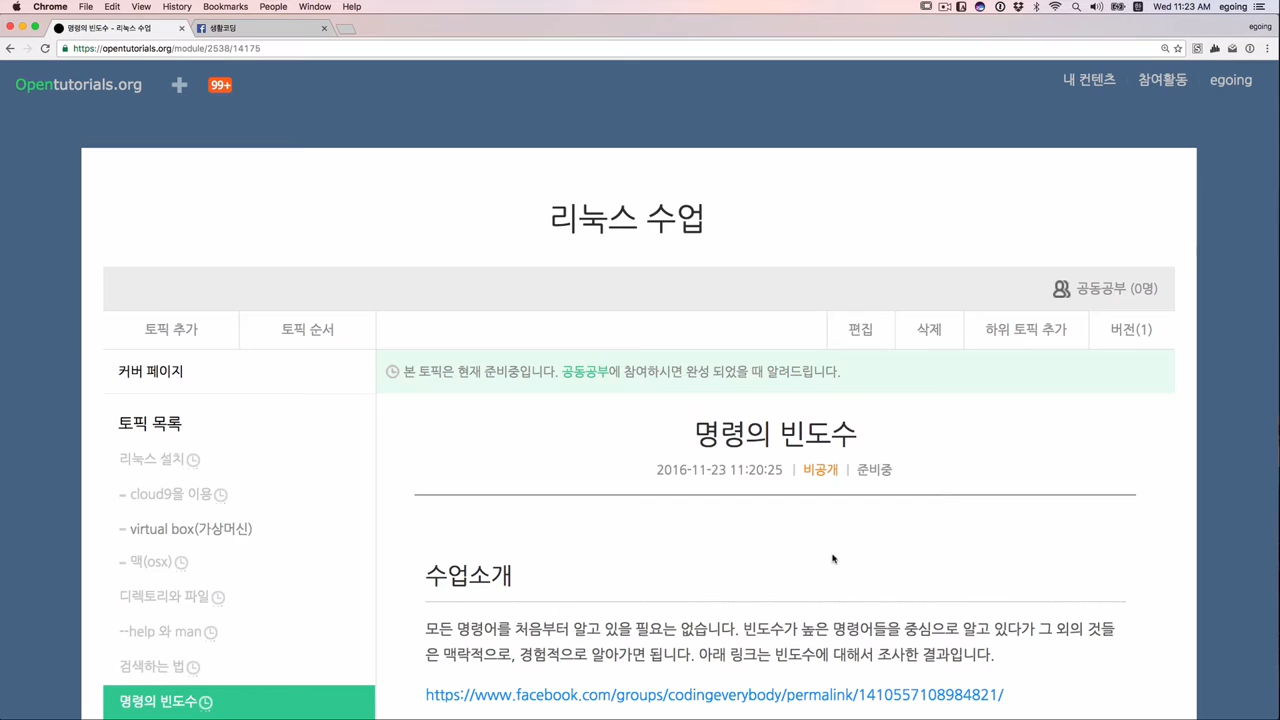 Chrome File Edit View History Bookmarks People Window Help Wed 11:23 AM egoing
명령의 빈도수 - 리눅스 수업 생활코딩 egoing
https://opentutorials.org/module/2538/14175
Opentutorials.org 99+ 내 컨텐츠 참여활동 egoing
리눅스 수업
공동공부 (0명)
토픽 추가 토픽 순서 편집 삭제 하위 토픽 추가 버전(1)
커버 페이지
본 토픽은 현재 준비중입니다. 공동공부에 참여하시면 완성 되었을 때 알려드립니다.
토픽 목록
리눅스 설치
- cloud9을 이용
- virtual box(가상머신)
- 맥(osx)
디렉토리와 파일
--help 와 man
검색하는 법
명령의 빈도수
명령의 빈도수
2016-11-23 11:20:25 | 비공개 | 준비중
수업소개
모든 명령어를 처음부터 알고 있을 필요는 없습니다. 빈도수가 높은 명령어들을 중심으로 알고 있다가 그 외의 것들
은 맥락적으로, 경험적으로 알아가면 됩니다. 아래 링크는 빈도수에 대해서 조사한 결과입니다.
https://www.facebook.com/groups/codingeverybody/permalink/1410557108984821/